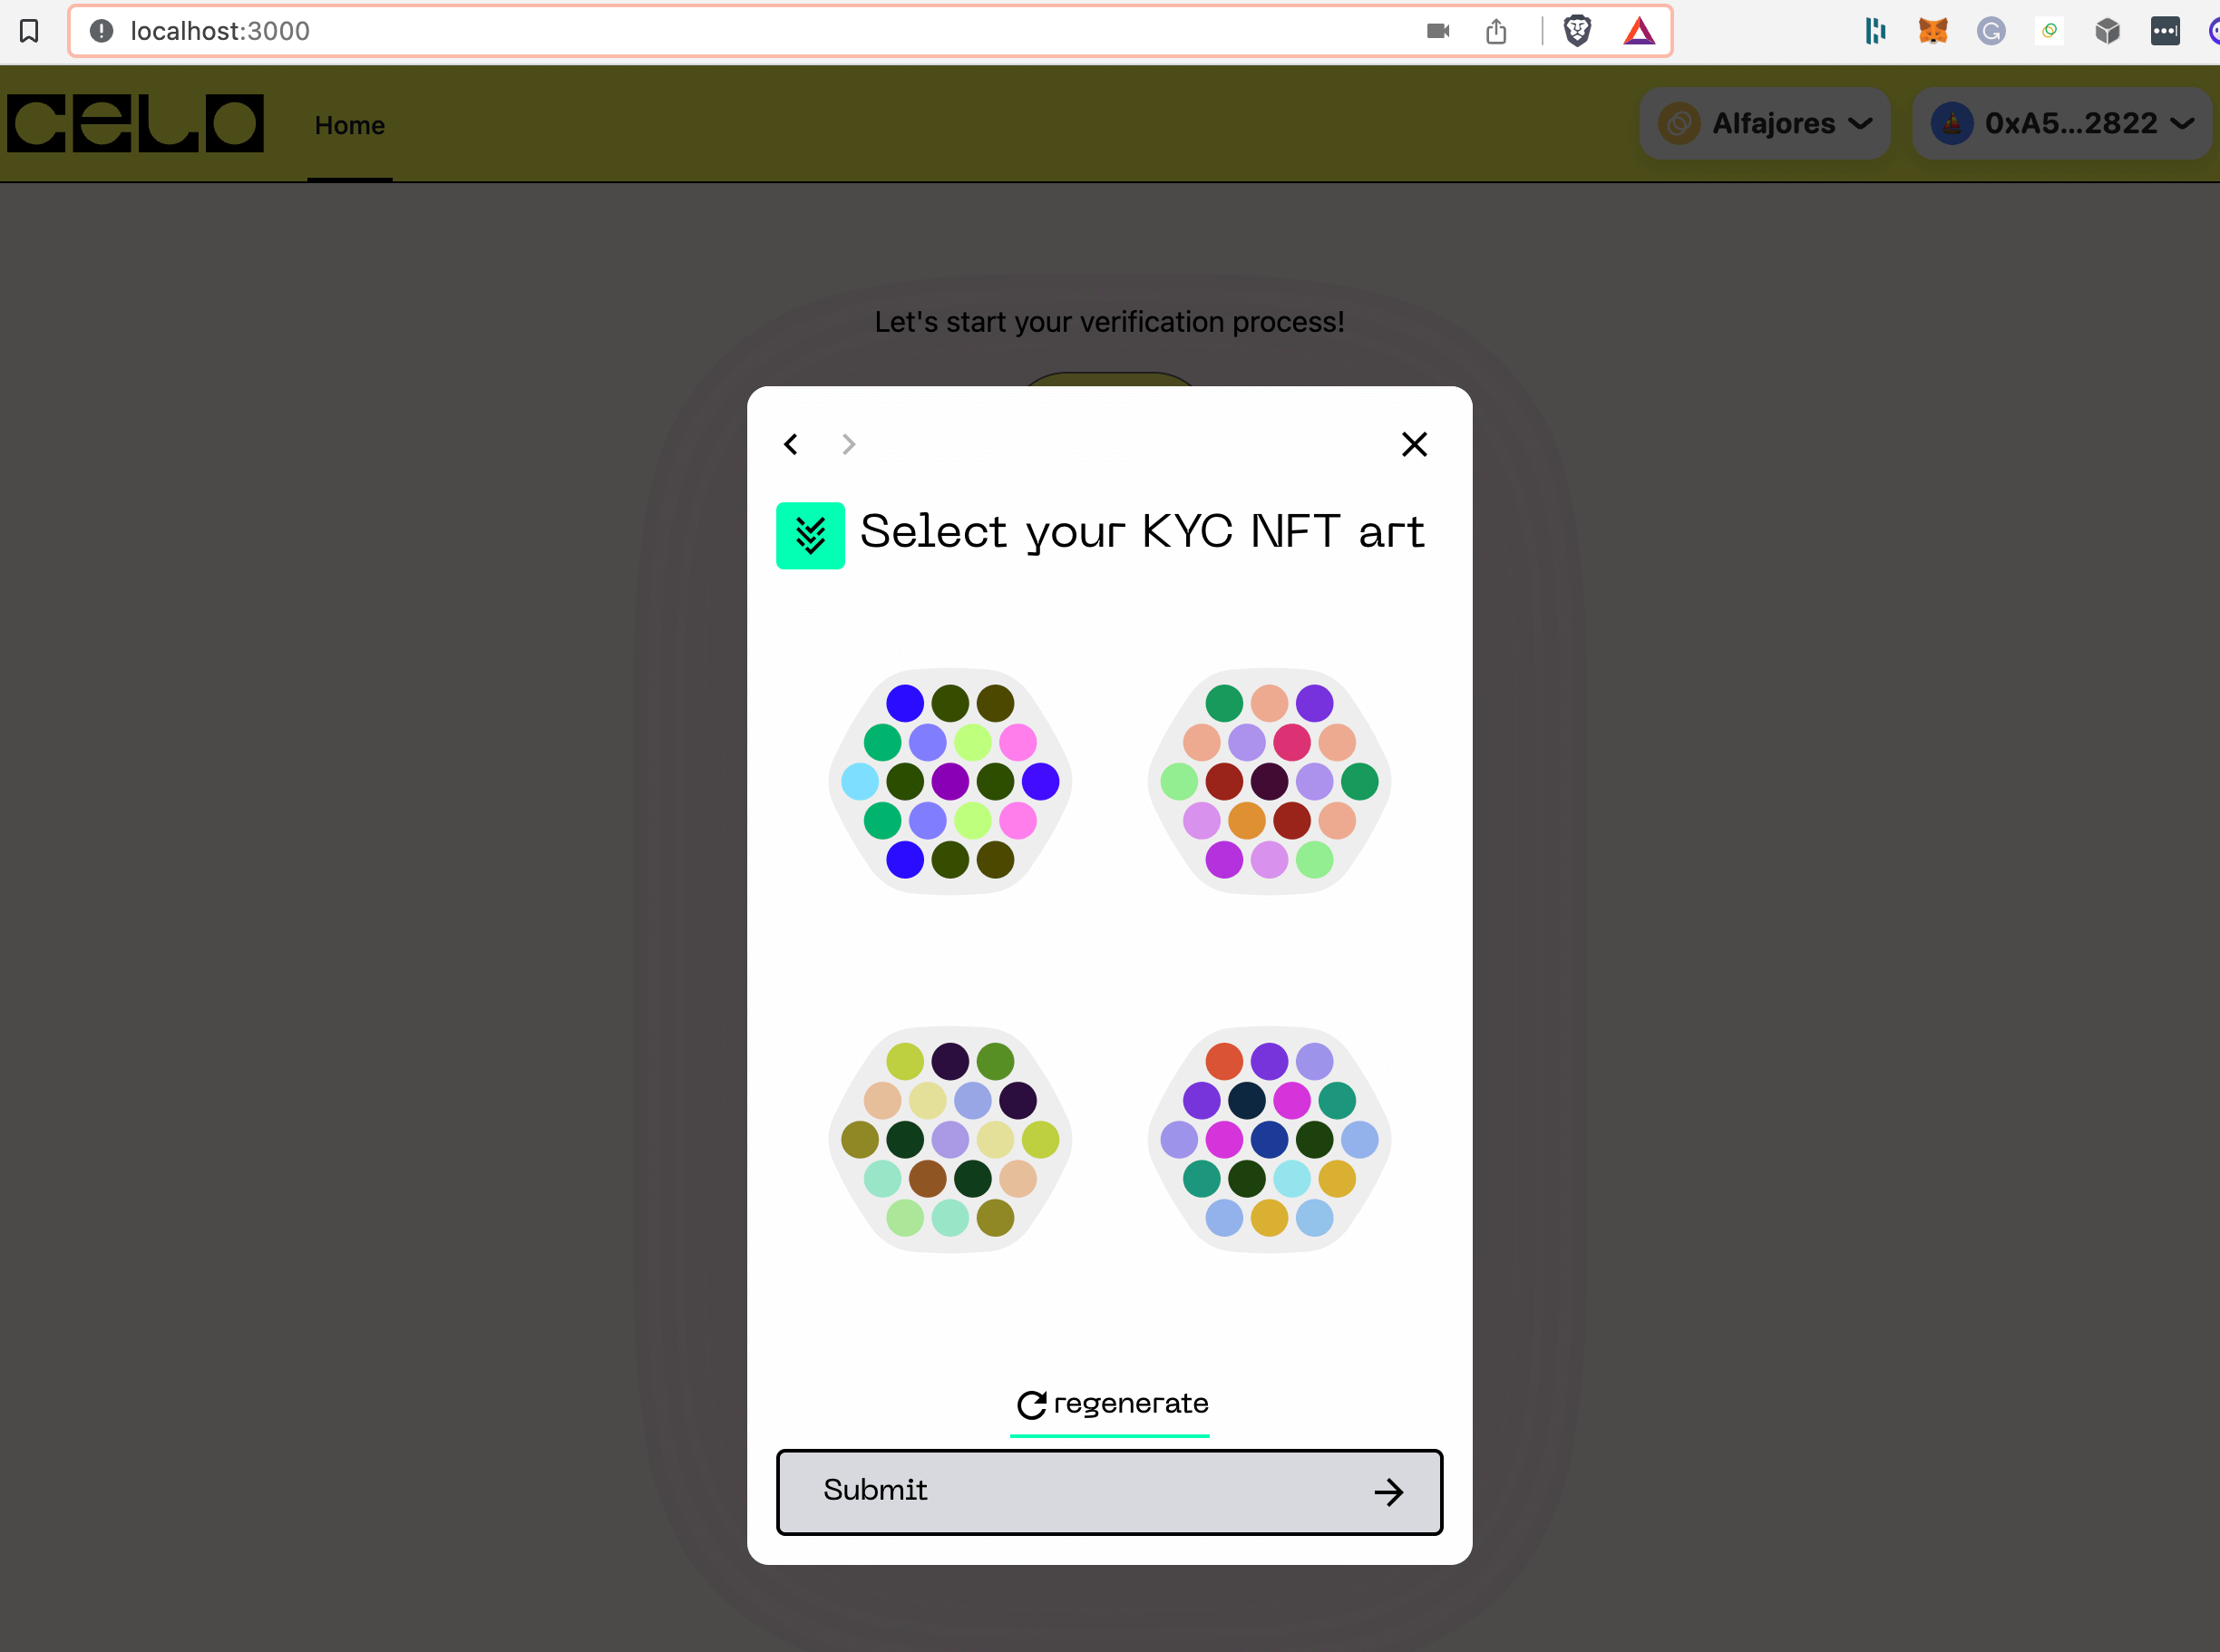 localhost:3000
CELO
Home
Alfajores
0xA5...2822
Let's start your verification process!
Select your KYC NFT art
regenerate
Submit